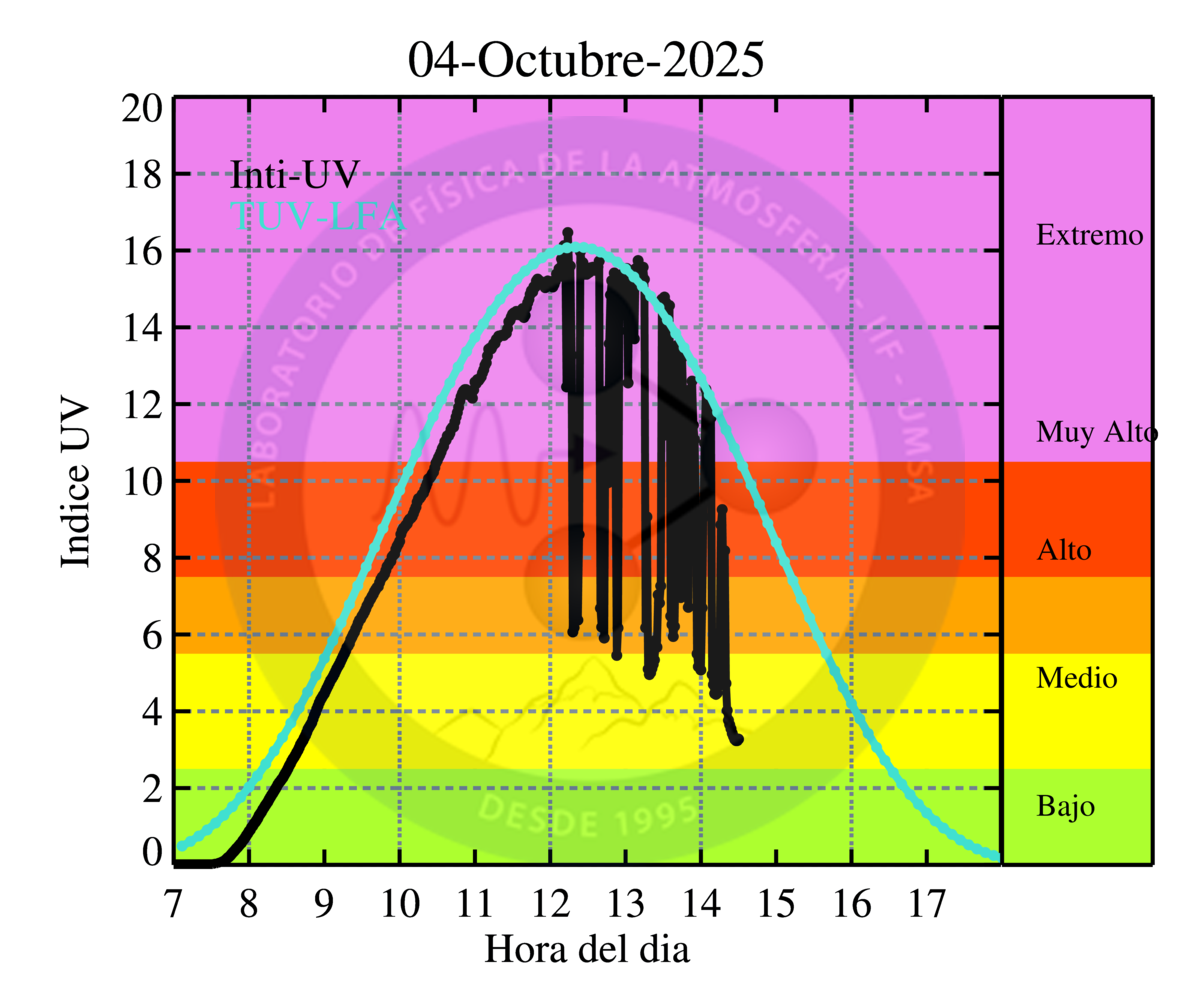 04-Octubre-2025
20
18
16
14
12
10
8
6
4
2
0
Indice UV
Inti-UV
TUV-LFA
LABORATORIO DE FÍSICA DE LA ATMÓSFERA - IIF - UMSA
DESDE 1995
Extremo
Muy Alto
Alto
Medio
Bajo
7 8 9 10 11 12 13 14 15 16 17
Hora del dia